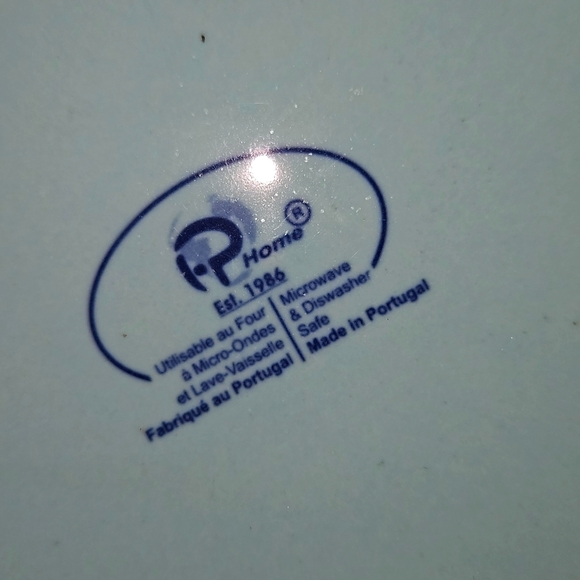 P Home®
Est. 1986
Utilisable au Four
à Micro-Ondes
et Lave-Vaisselle
Fabriqué au Portugal
Microwave
& Diswasher
Safe
Made in Portugal